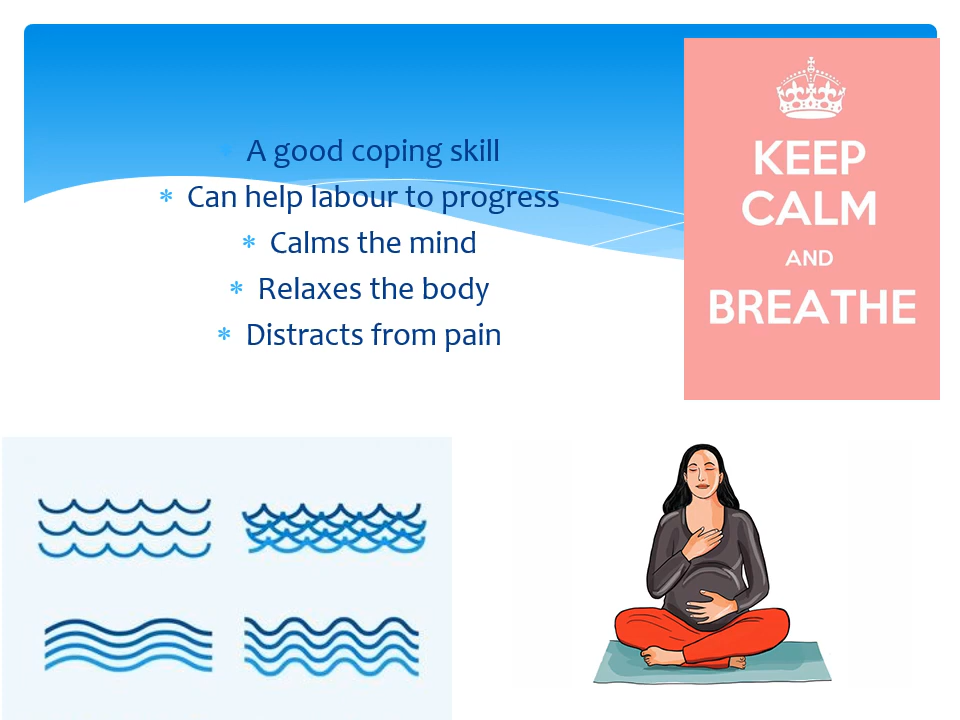 A good coping skill
* Can help labour to progress
* Calms the mind
* Relaxes the body
* Distracts from pain
KEEP
CALM
AND
BREATHE